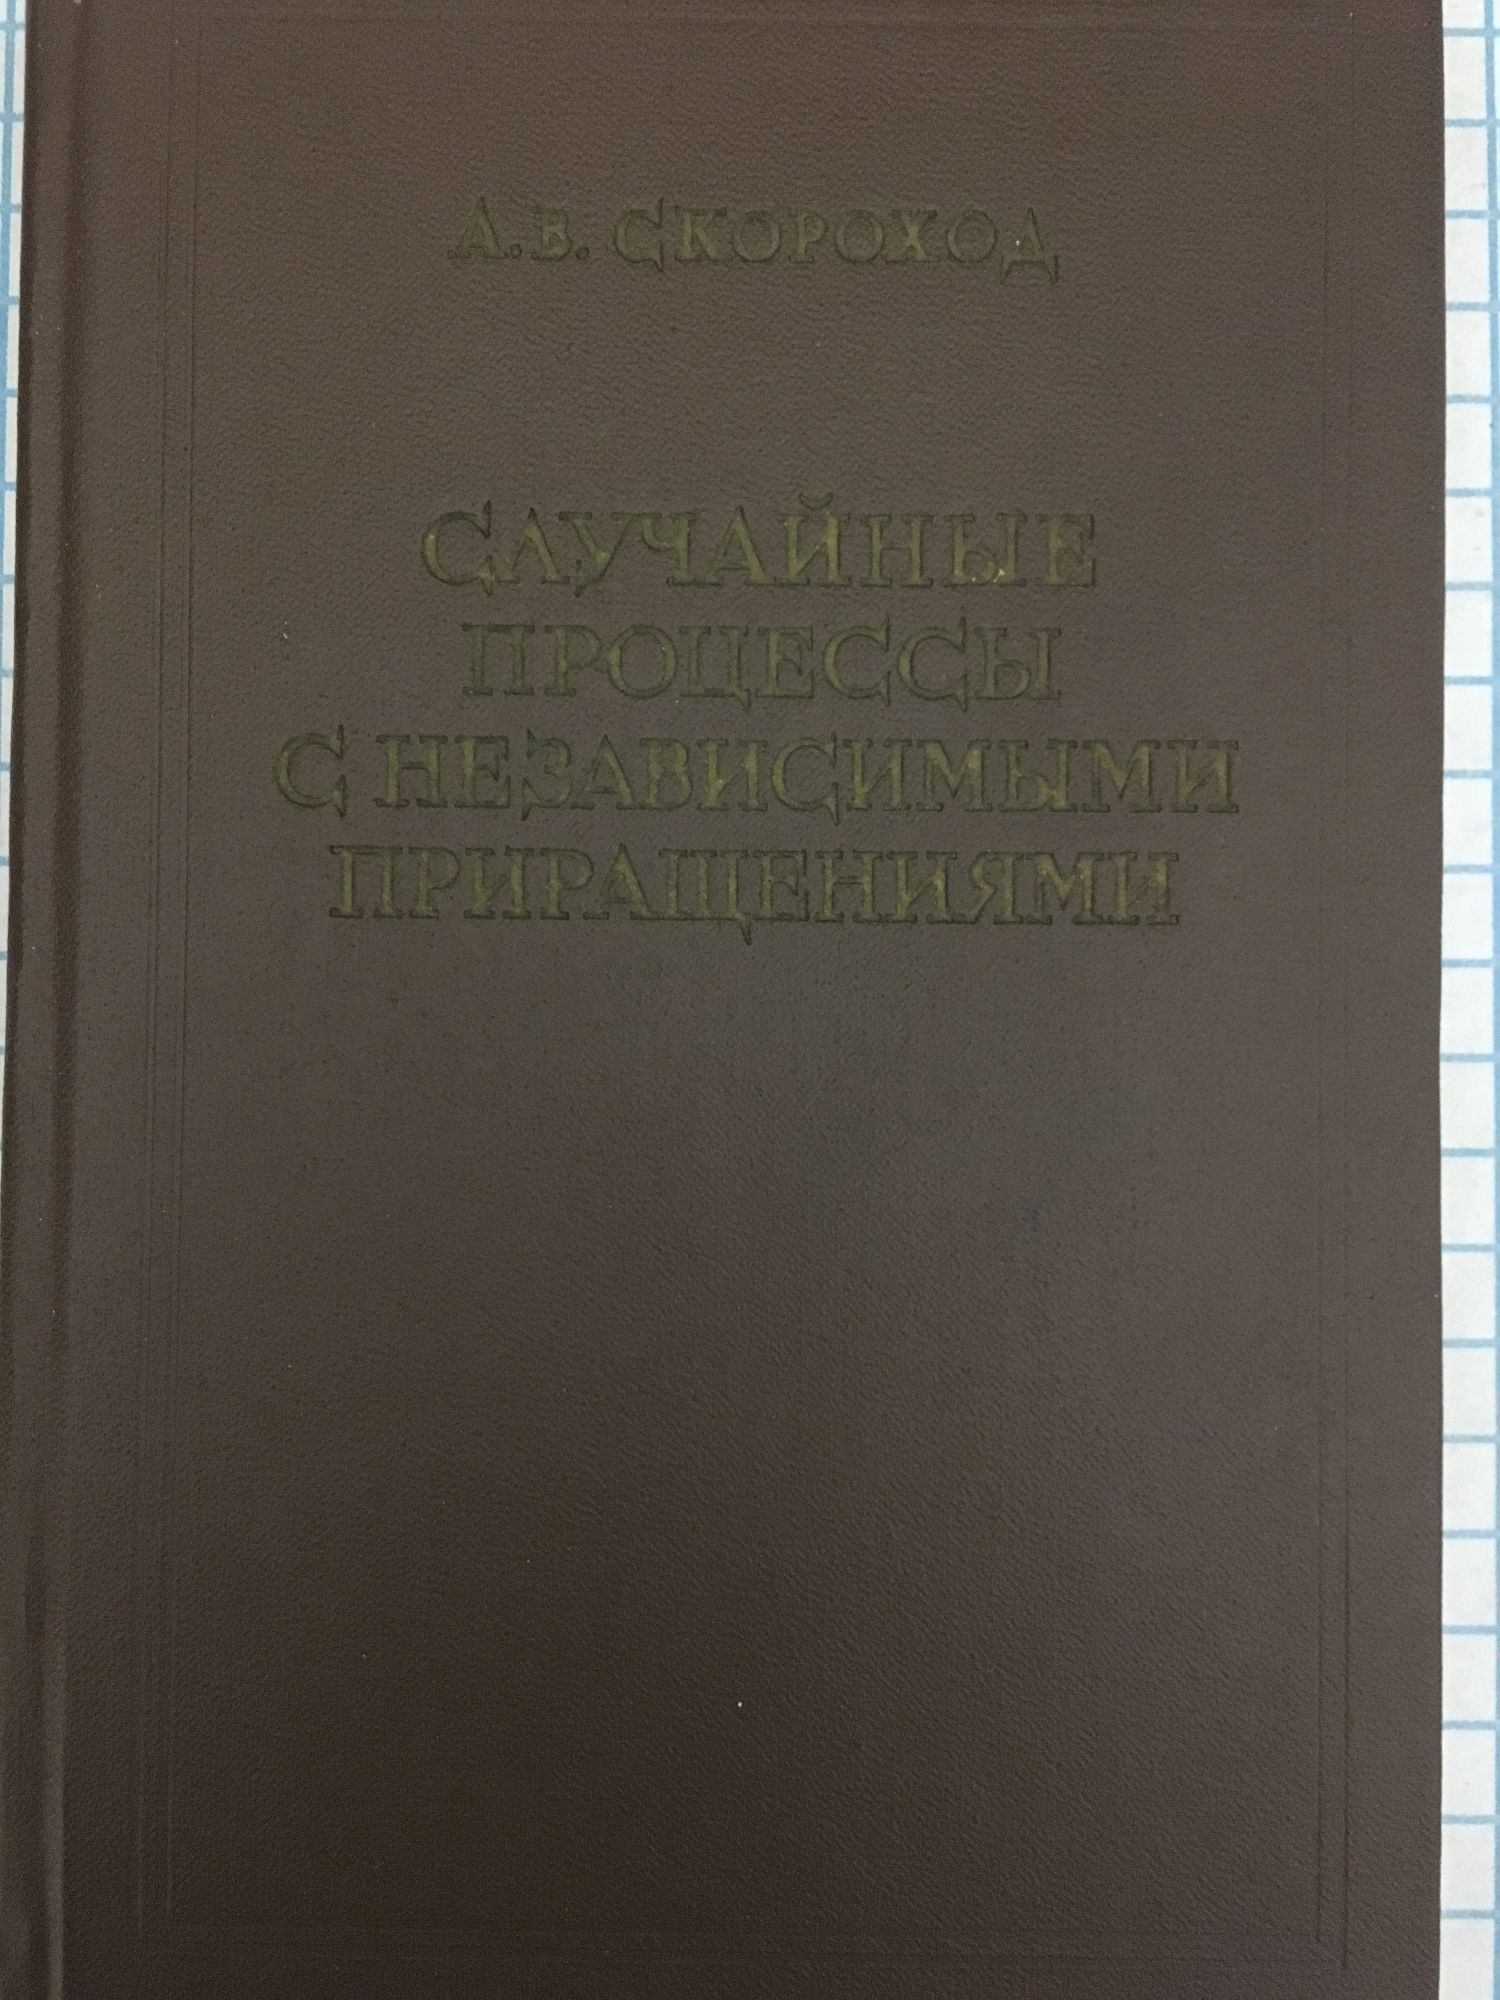 А.В. СКОРОХОД
СЛУЧАЙНЫЕ
ПРОЦЕССЫ
С НЕЗАВИСИМЫМИ
ПРИРАЩЕНИЯМИ